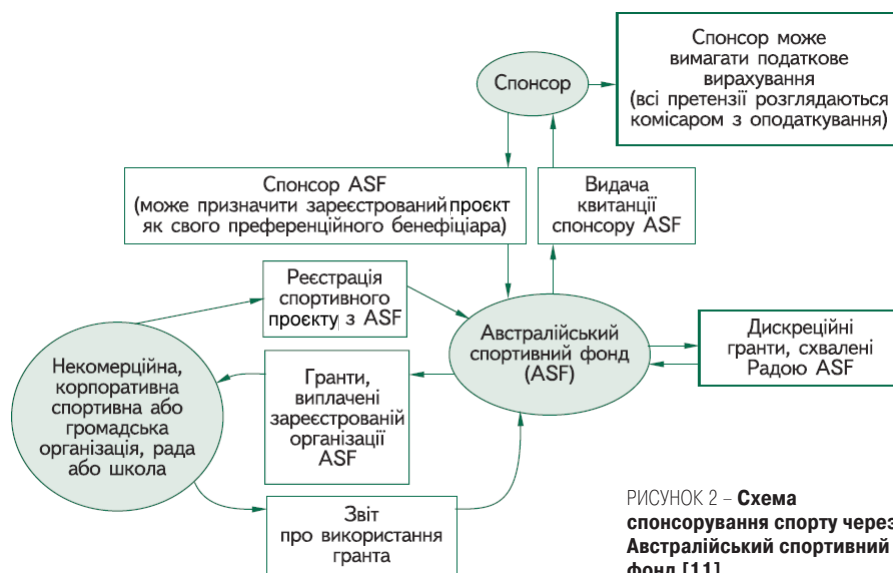 Спонсор
Спонсор може
вимагати податкове
вирахування
(всі претензії розглядаються
комісаром з оподаткування)
Спонсор ASF
(може призначити зареєстрований проєкт
як свого преференційного бенефіціара)
Видача
квитанції
спонсору ASF
Реєстрація
спортивного
проєкту з ASF
Австралійський
спортивний фонд
(ASF)
Дискреційні
гранти, схвалені
Радою ASF
Некомерційна,
корпоративна
спортивна або
громадська
організація, рада
або школа
Гранти,
виплачені
зареєстрованій
організації
ASF
Звіт
про використання
гранта
РИСУНОК 2 – Схема
спонсорування спорту через
Австралійський спортивний
фонд [11]